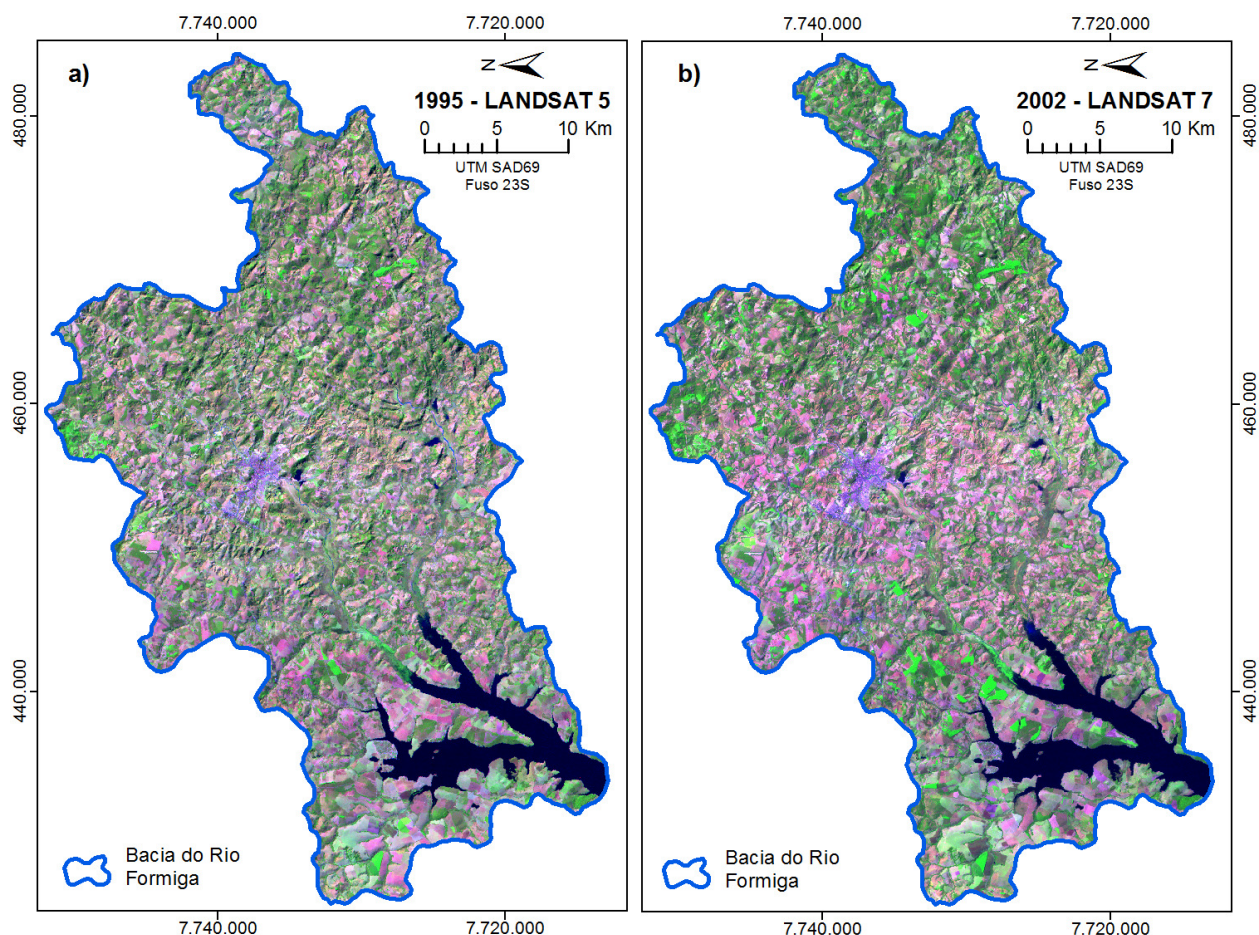 7.740.000 7.720.000 7.740.000 7.720.000
a)
N
1995 - LANDSAT 5
0 5 10 Km
UTM SAD69
Fuso 23S
480.000
460.000
440.000
Bacia do Rio
Formiga
b)
N
2002 - LANDSAT 7
0 5 10 Km
UTM SAD69
Fuso 23S
480.000
460.000
440.000
Bacia do Rio
Formiga
7.740.000 7.720.000 7.740.000 7.720.000